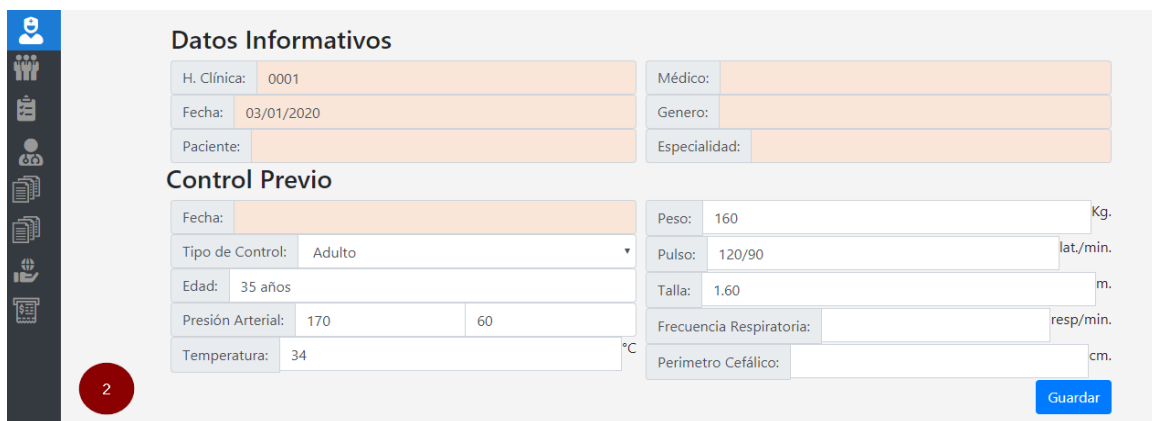 Datos Informativos
H. Clínica: 0001
Médico:
Fecha: 03/01/2020
Genero:
Paciente:
Especialidad:
Control Previo
Fecha:
Peso: 160 Kg.
Tipo de Control: Adulto
Pulso: 120/90 lat./min.
Edad: 35 años
Talla: 1.60 m.
Presión Arterial: 170 60
Frecuencia Respiratoria: resp/min.
Temperatura: 34 °C
Perimetro Cefálico: cm.
2
Guardar